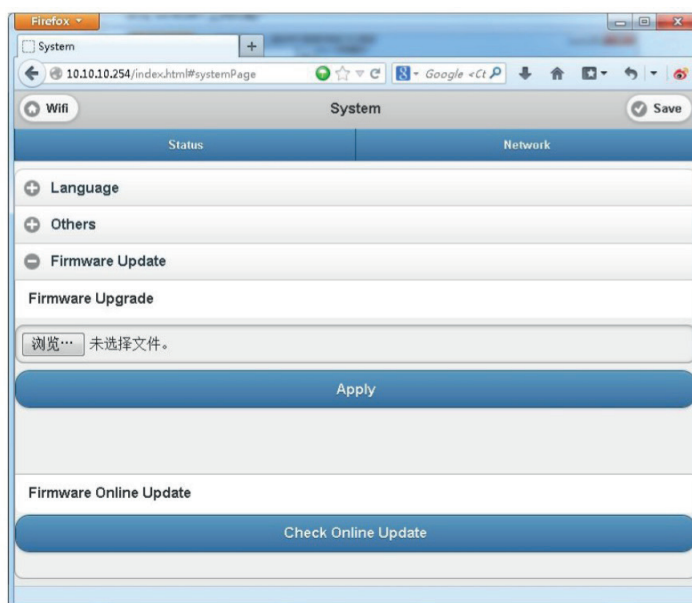 Firefox
System
10.10.10.254/index.html#systemPage
Google <Ct
Wifi
System
Save
Status
Network
Language
Others
Firmware Update
Firmware Upgrade
浏览… 未选择文件。
Apply
Firmware Online Update
Check Online Update